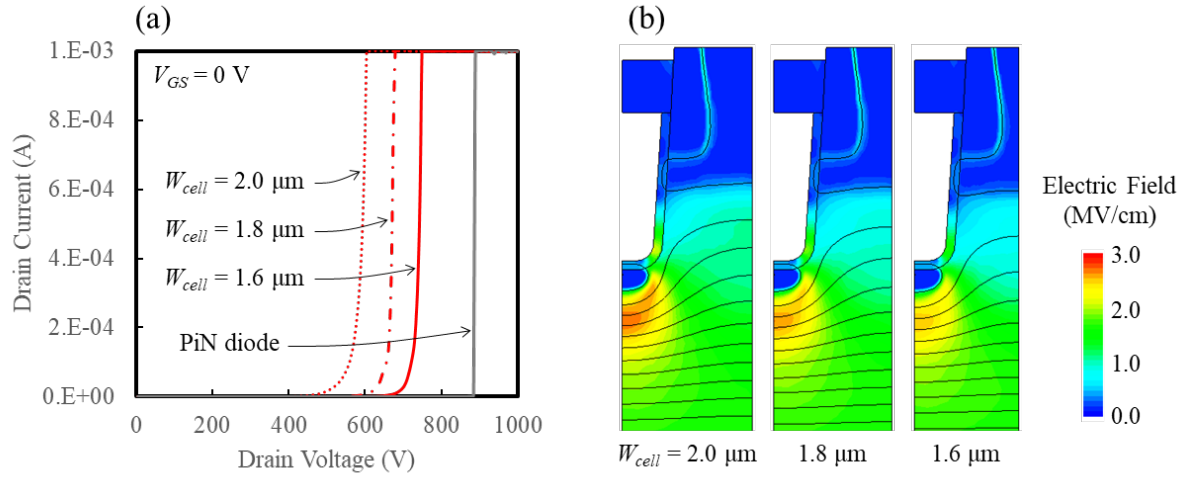 (a)
1.E-03
8.E-04
6.E-04
4.E-04
2.E-04
0.E+00
Drain Current (A)
V_GS = 0 V
W_cell = 2.0 μm
W_cell = 1.8 μm
W_cell = 1.6 μm
PiN diode
0 200 400 600 800 1000
Drain Voltage (V)
(b)
W_cell = 2.0 μm
1.8 μm
1.6 μm
Electric Field
(MV/cm)
3.0
2.0
1.0
0.0